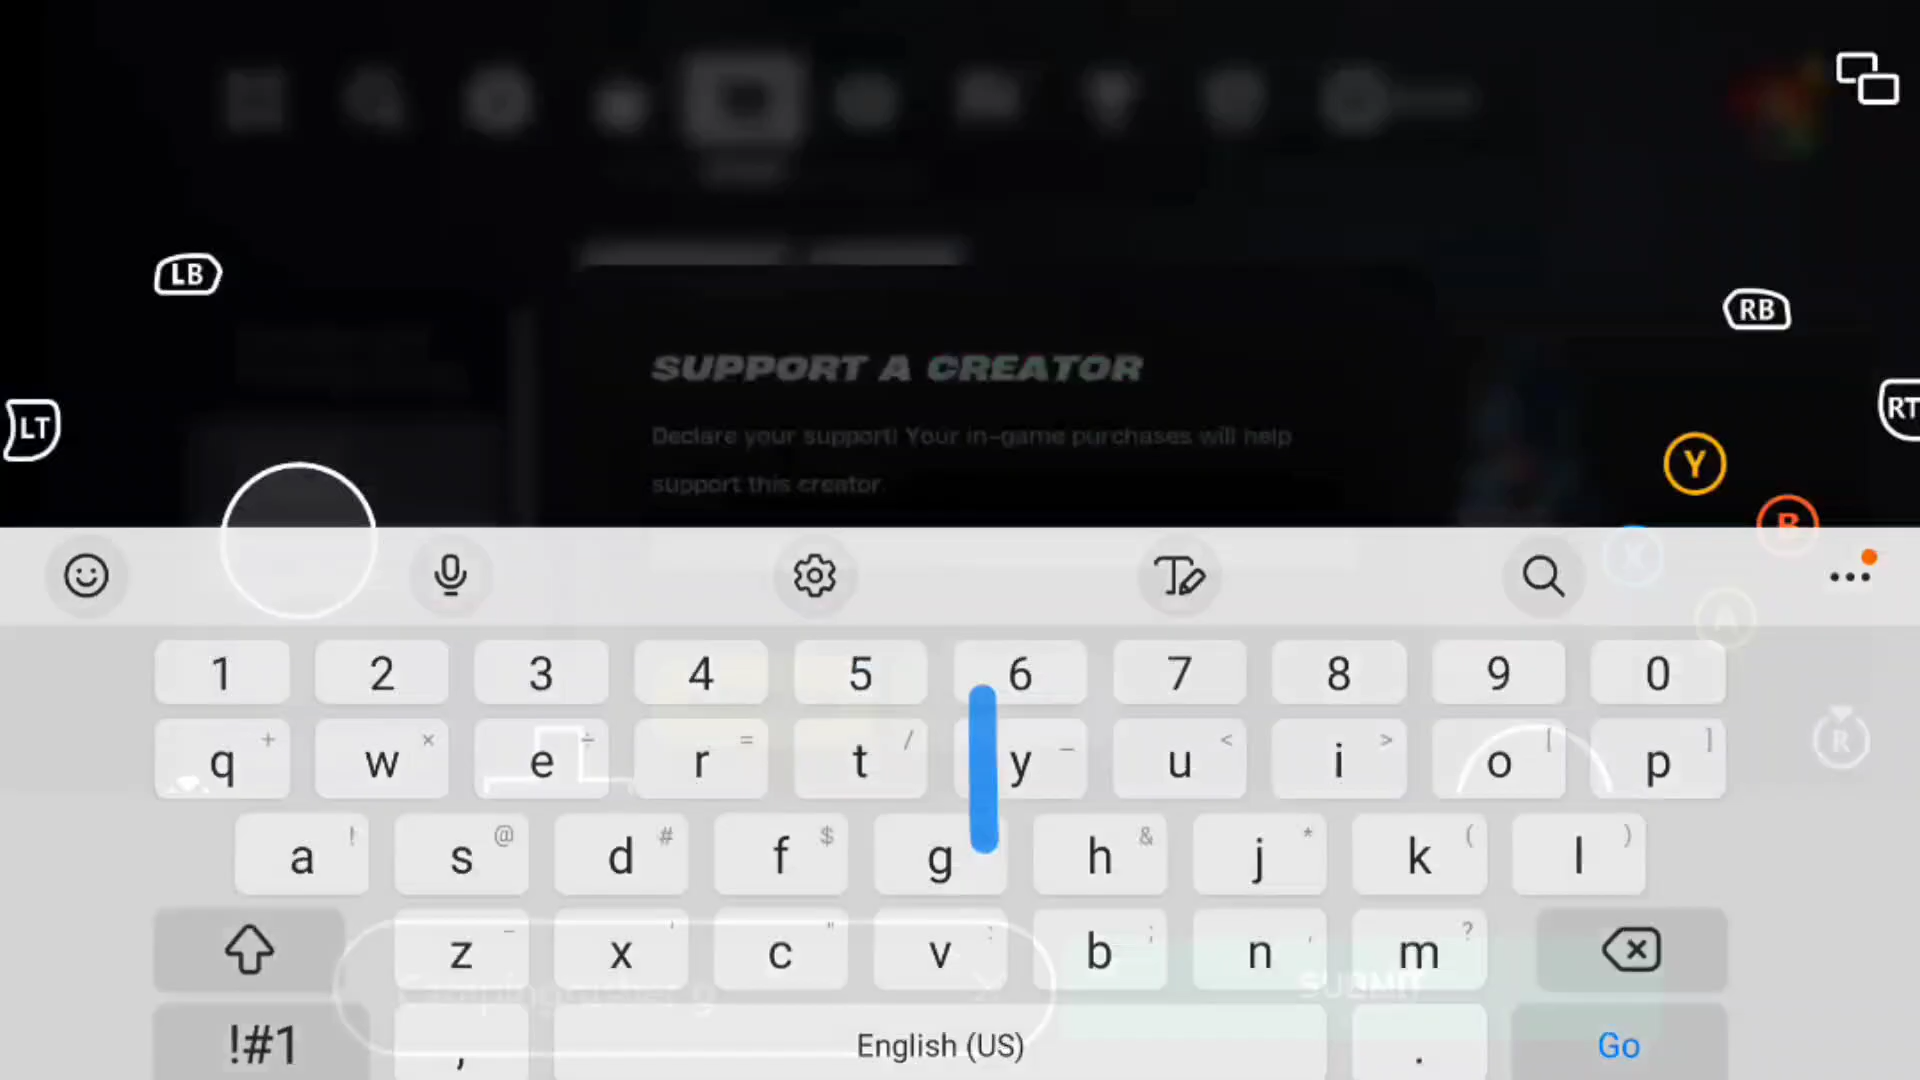 LB
RB
LT
RT
SUPPORT A CREATOR
Declare your support! Your in-game purchases will help
support this creator.
Y
B
X
A
1 2 3 4 5 6 7 8 9 0
q + w × e ÷ r = t / y _ u < i > o [ p ]
R
a ! s @ d # f $ g h & j * k ( l )
z - x ' c " v : b ; n , m ?
SUBMIT
!#1 , English (US) . Go